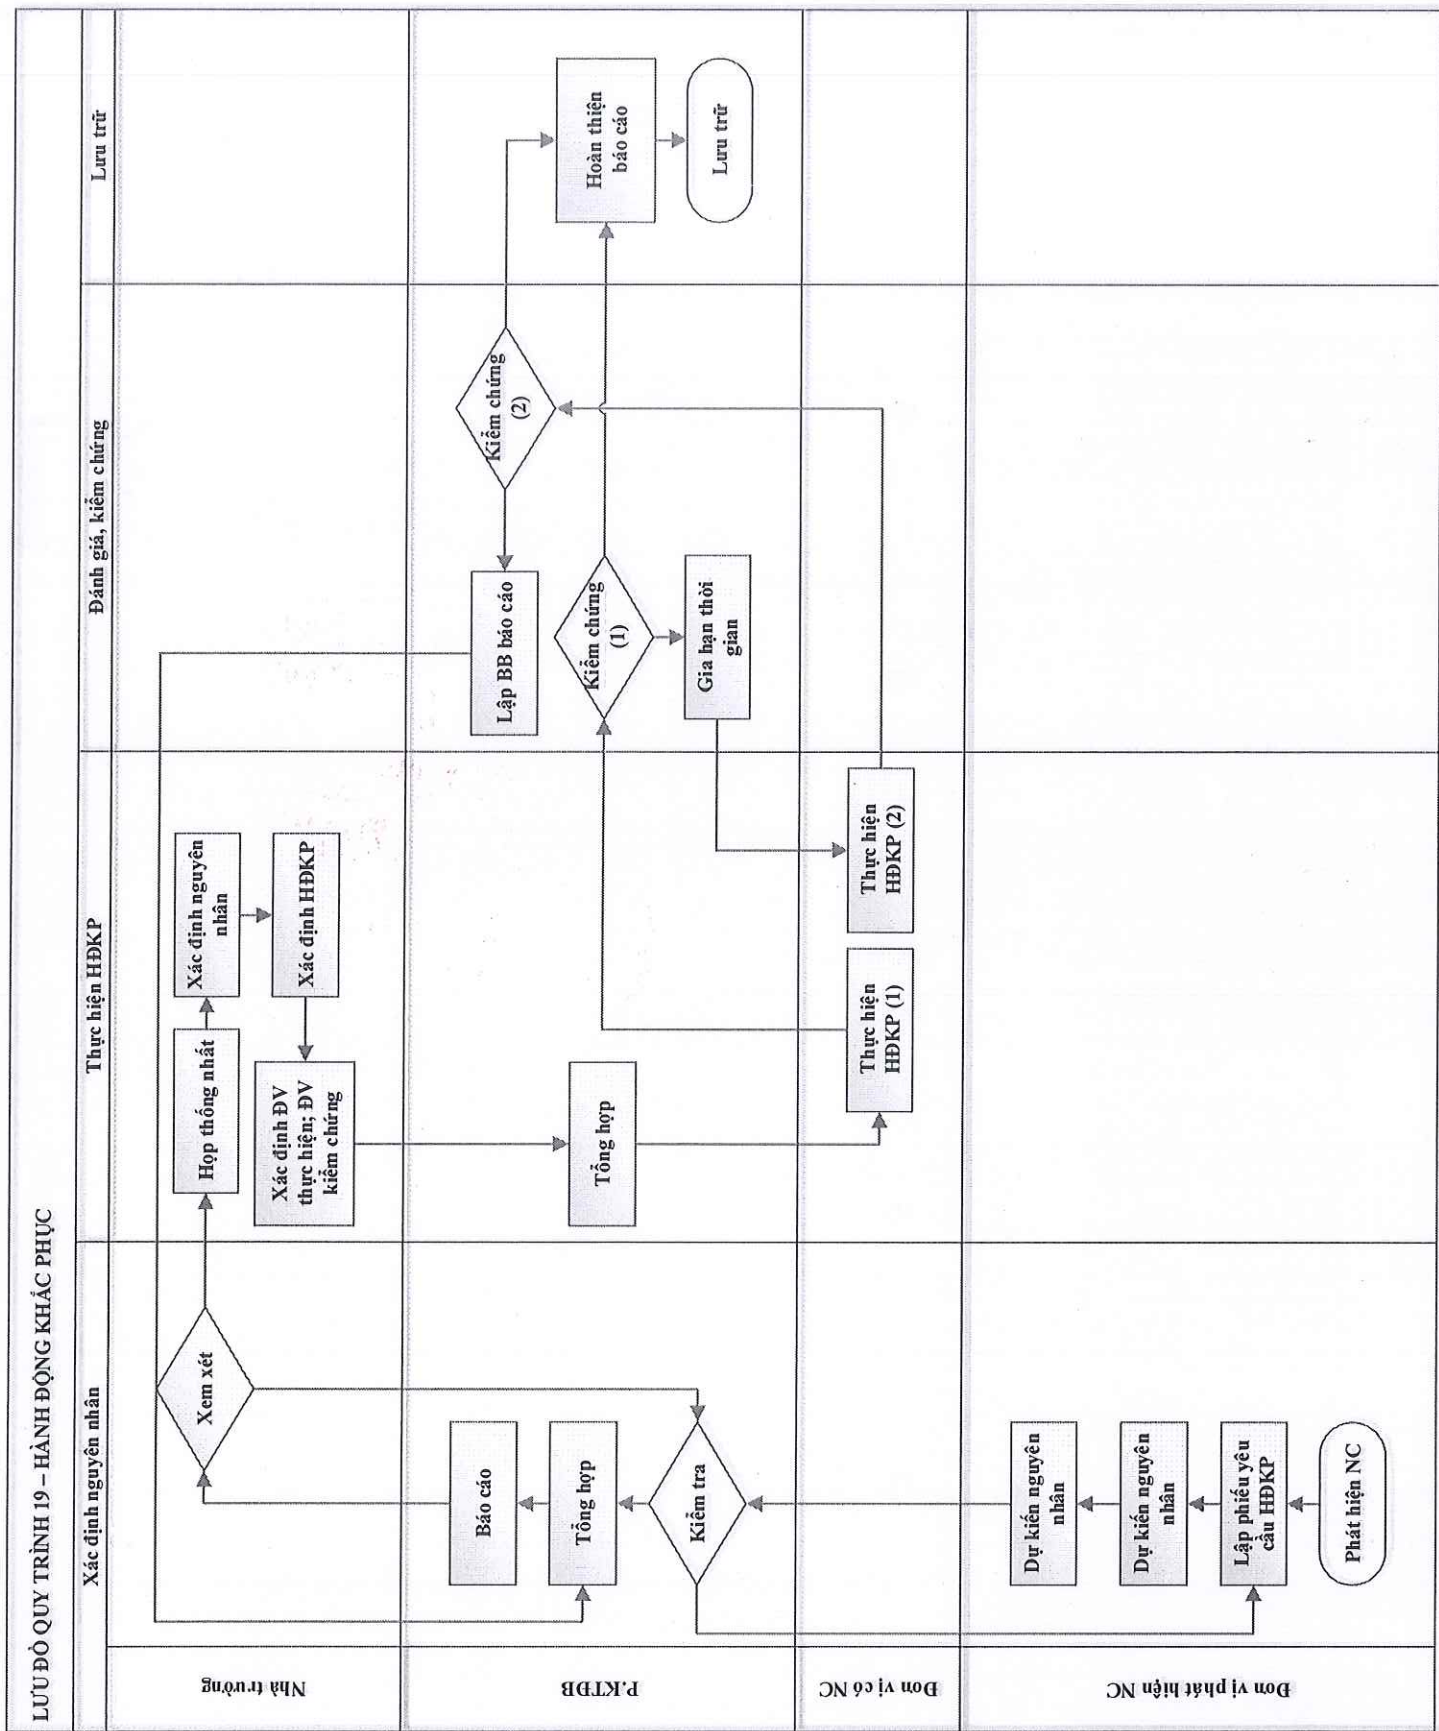 LƯU ĐỒ QUY TRÌNH 19 – HÀNH ĐỘNG KHẮC PHỤC
Xác định nguyên nhân
Thực hiện HĐKP
Đánh giá, kiểm chứng
Lưu trữ
Nhà trường
Xem xét
Họp thống nhất
Xác định nguyên
nhân
Xác định HĐKP
Xác định ĐV
thực hiện; ĐV
kiểm chứng
P.KTĐB
Báo cáo
Tổng hợp
Kiểm tra
Tổng hợp
Lập BB báo cáo
Kiểm chứng
(2)
Kiểm chứng
(1)
Gia hạn thời
gian
Hoàn thiện
báo cáo
Lưu trữ
Đơn vị có NC
Thực hiện
HĐKP (1)
Thực hiện
HĐKP (2)
Đơn vị phát hiện NC
Dự kiến nguyên
nhân
Dự kiến nguyên
nhân
Lập phiếu yêu
cầu HĐKP
Phát hiện NC